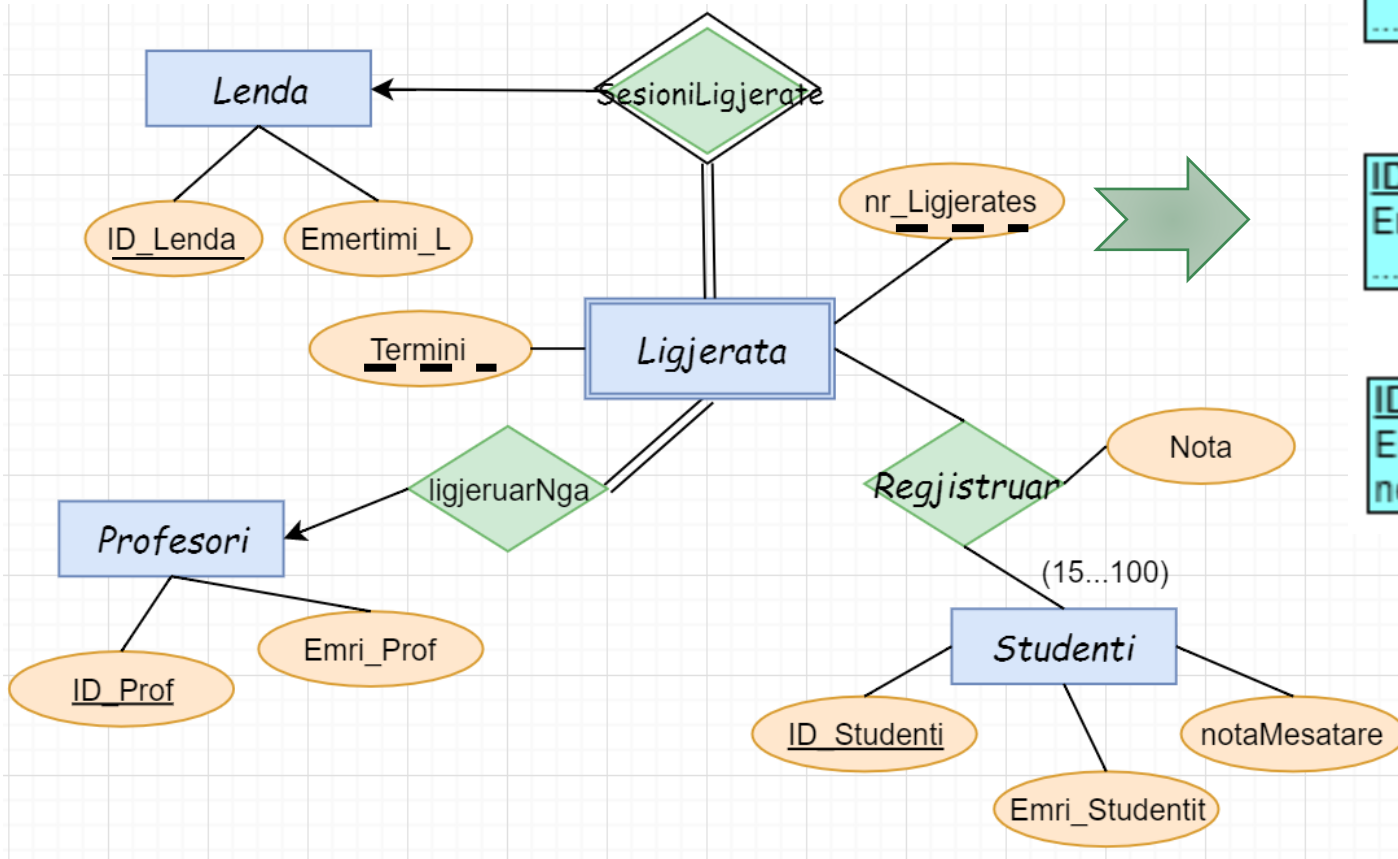 Lenda
SesioniLigjerate
ID_Lenda
Emertimi_L
nr_Ligjerates
Termini
Ligjerata
ligjeruarNga
Regjistruar
Nota
Profesori
(15...100)
Emri_Prof
ID_Prof
Studenti
ID_Studenti
notaMesatare
Emri_Studentit